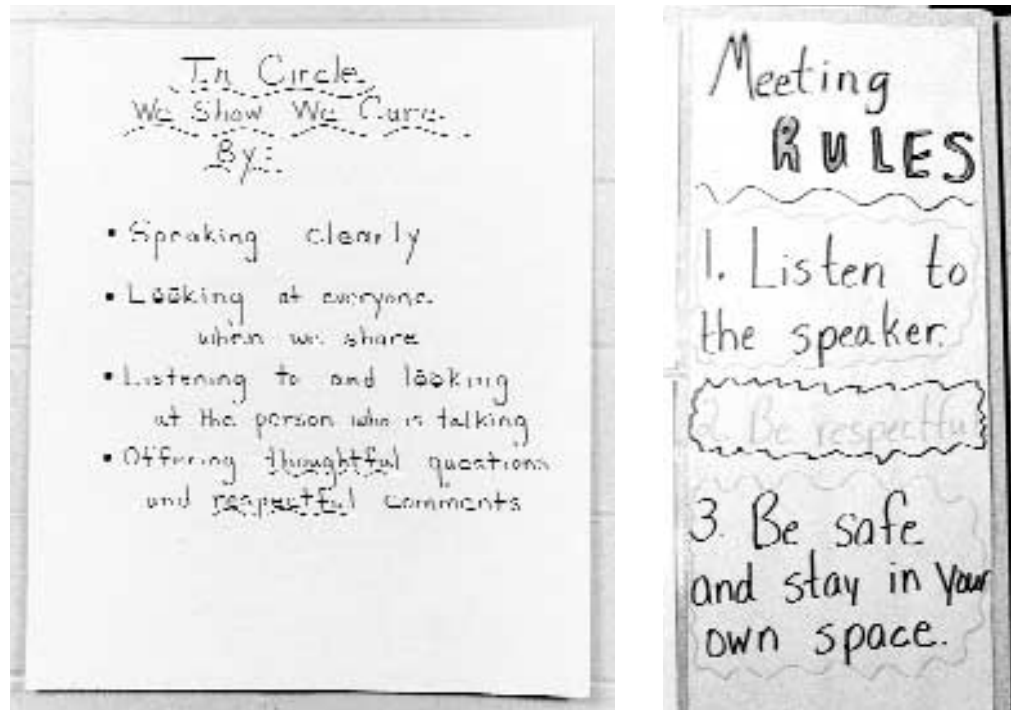 In Circle
We Show We Care
By:
• Speaking clearly
• Looking at everyone
when we share
• Listening to and looking
at the person who is talking
• Offering thoughtful questions
and respectful comments
Meeting
RULES
1. Listen to
the speaker.
2. Be respectful
3. Be safe
and stay in your
own space.